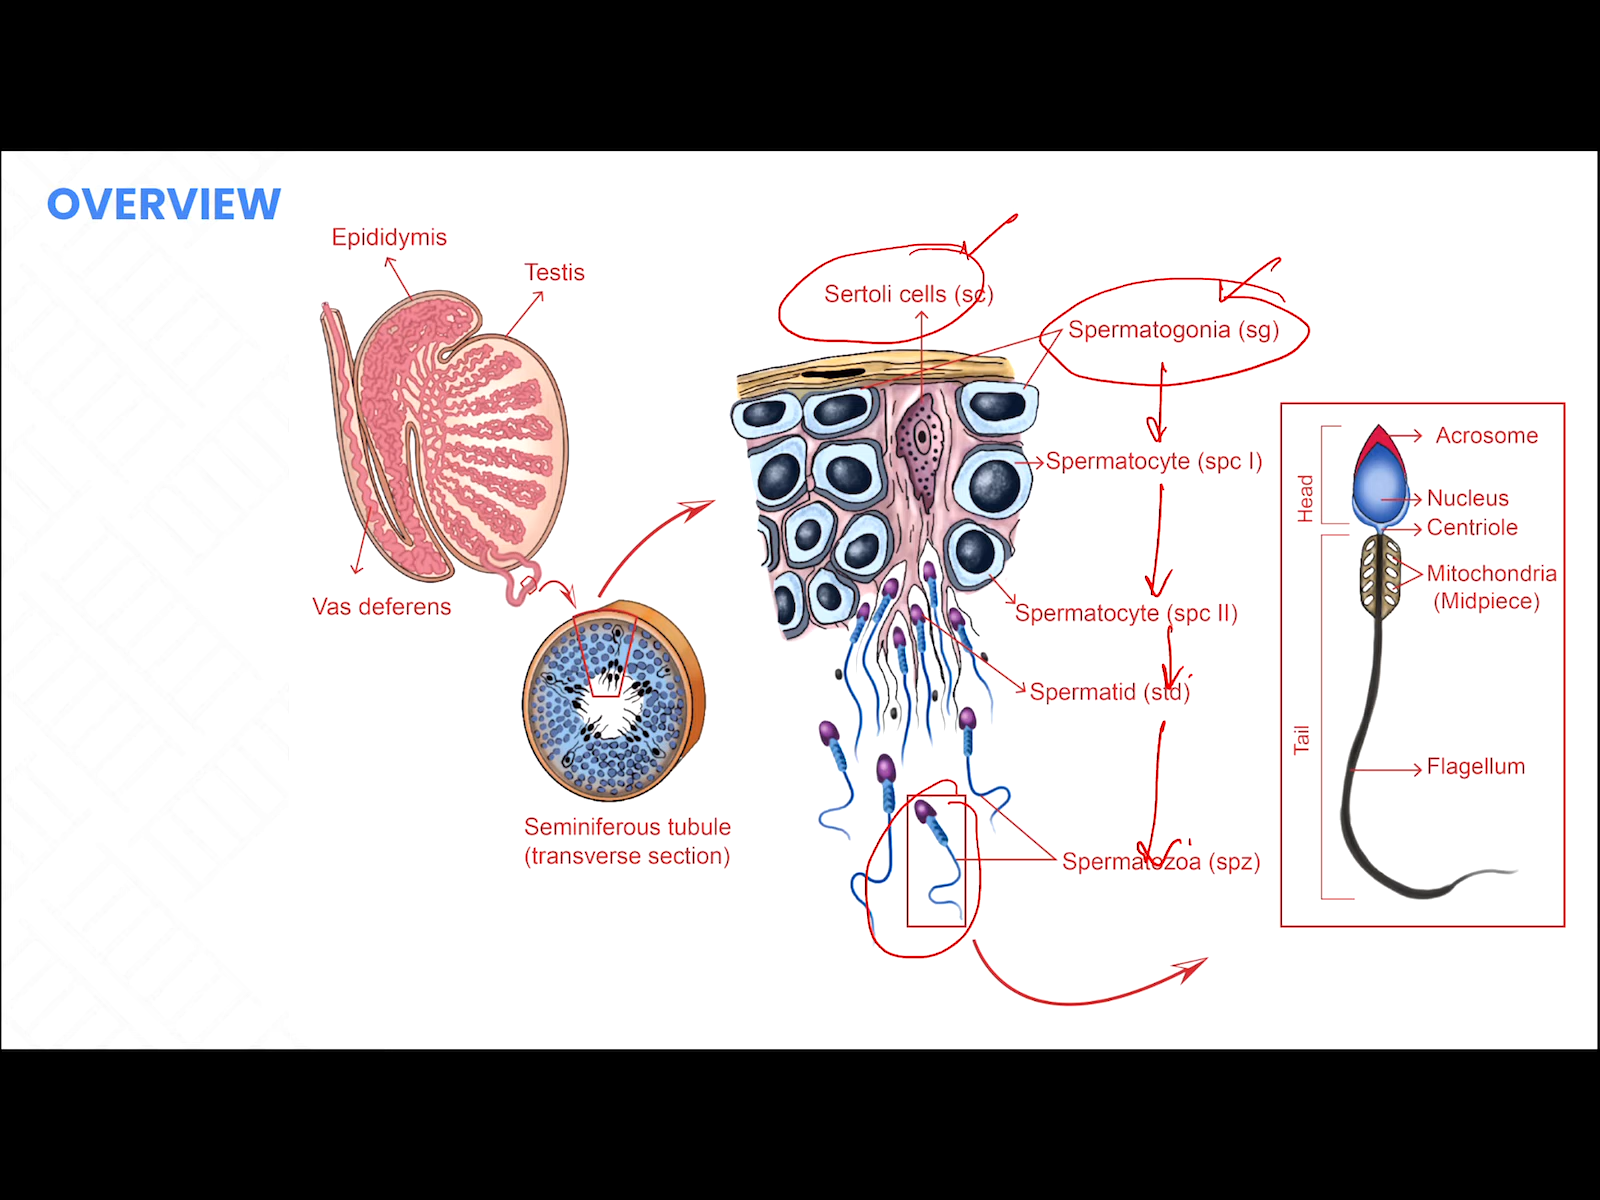 OVERVIEW
Epididymis
Testis
Vas deferens
Seminiferous tubule
(transverse section)
Sertoli cells (sc)
Spermatogonia (sg)
Spermatocyte (spc I)
Spermatocyte (spc II)
Spermatid (std)
Spermatozoa (spz)
Head
Acrosome
Nucleus
Centriole
Mitochondria
(Midpiece)
Tail
Flagellum